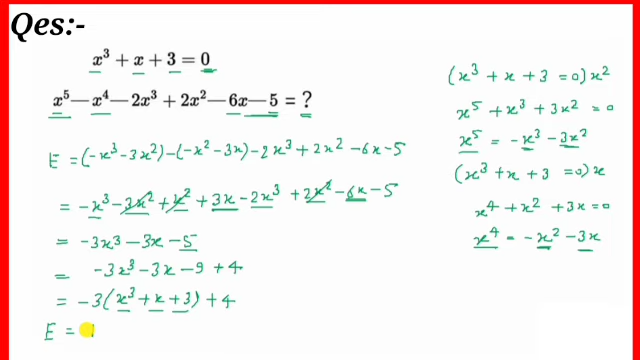 Qes:-
x³ + x + 3 = 0
x⁵ − x⁴ − 2x³ + 2x² − 6x − 5 = ?
E = (-x³ - 3x²) - (-x² - 3x) - 2x³ + 2x² - 6x - 5
= -x³ - 3x² + x² + 3x - 2x³ + 2x² - 6x - 5
= -3x³ - 3x - 5
= -3x³ - 3x - 9 + 4
= -3(x³ + x + 3) + 4
E =
(x³ + x + 3 = 0)x²
x⁵ + x³ + 3x² = 0
x⁵ = -x³ - 3x²
(x³ + x + 3 = 0)x
x⁴ + x² + 3x = 0
x⁴ = -x² - 3x